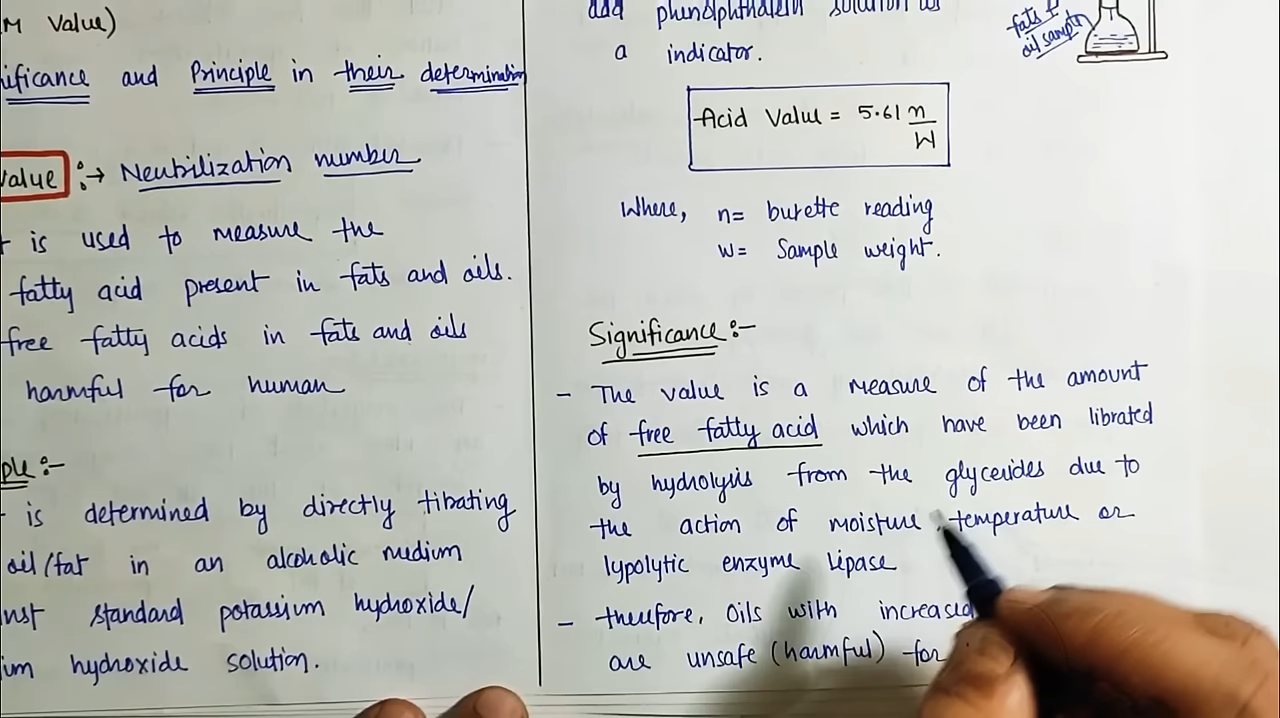 M Value)
ificance and Principle in their determination
Value :→ Neutrilization number
is used to measure the
fatty acid present in fats and oils.
free fatty acids in fats and oils
harmful for human
ple :-
is determined by directly titrating
oil/fat in an alcoholic medium
nst standard potassium hydroxide/
um hydroxide solution.
add phenolphthalein solution as
a indicator.
fats +
oil sample
Acid Value = 5.61 n/W
Where, n= burette reading
w= Sample weight.
Significance :-
- The value is a measure of the amount
of free fatty acid which have been librated
by hydrolysis from the glycerides due to
the action of moisture, temperature or
lypolytic enzyme lipase
- therefore, Oils with increased
are unsafe (harmful) for